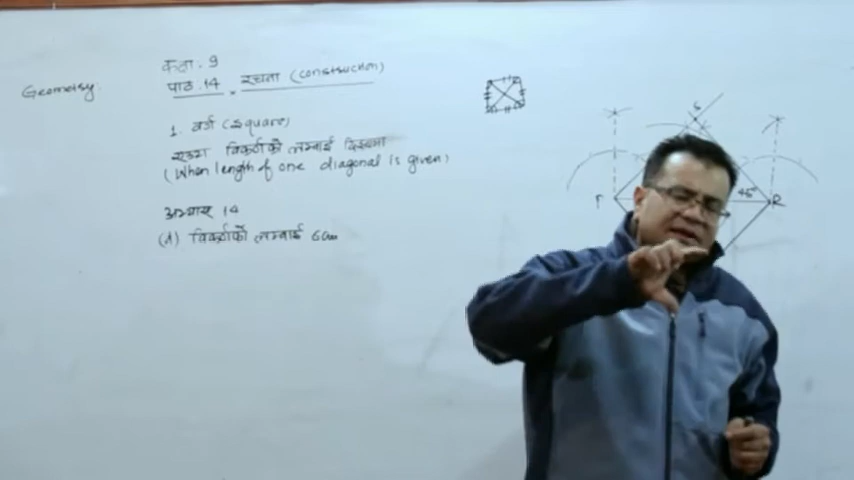 Geometry.
कक्षा. 9
पाठ. 14. रचना (construction)
1. वर्ग (square)
एउटा विकर्णको लम्बाई दिइएमा
(When length of one diagonal is given)
अभ्यास 14
(A) विकर्णको लम्बाई 6cm
S
P
45°
R